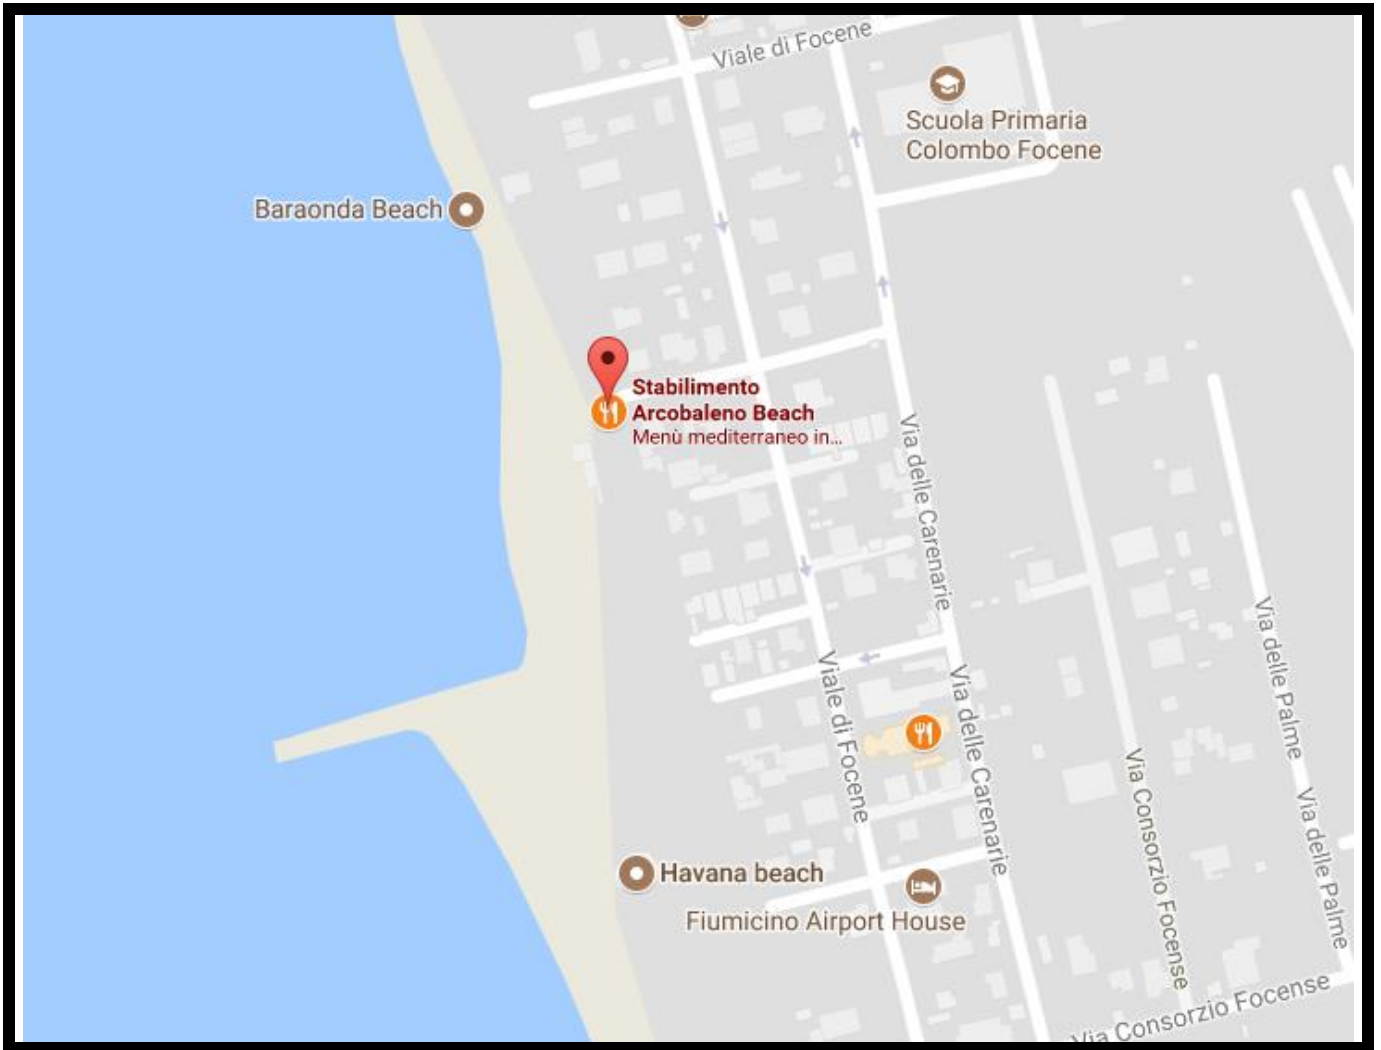 Viale di Focene
Scuola Primaria
Colombo Focene
Baraonda Beach
Stabilimento
Arcobaleno Beach
Menù mediterraneo in...
Via delle Carenarie
Via delle Palme
Viale di Focene
Via delle Carenarie
Via Consorzio Focense
Via delle Palme
Havana beach
Fiumicino Airport House
Via Consorzio Focense